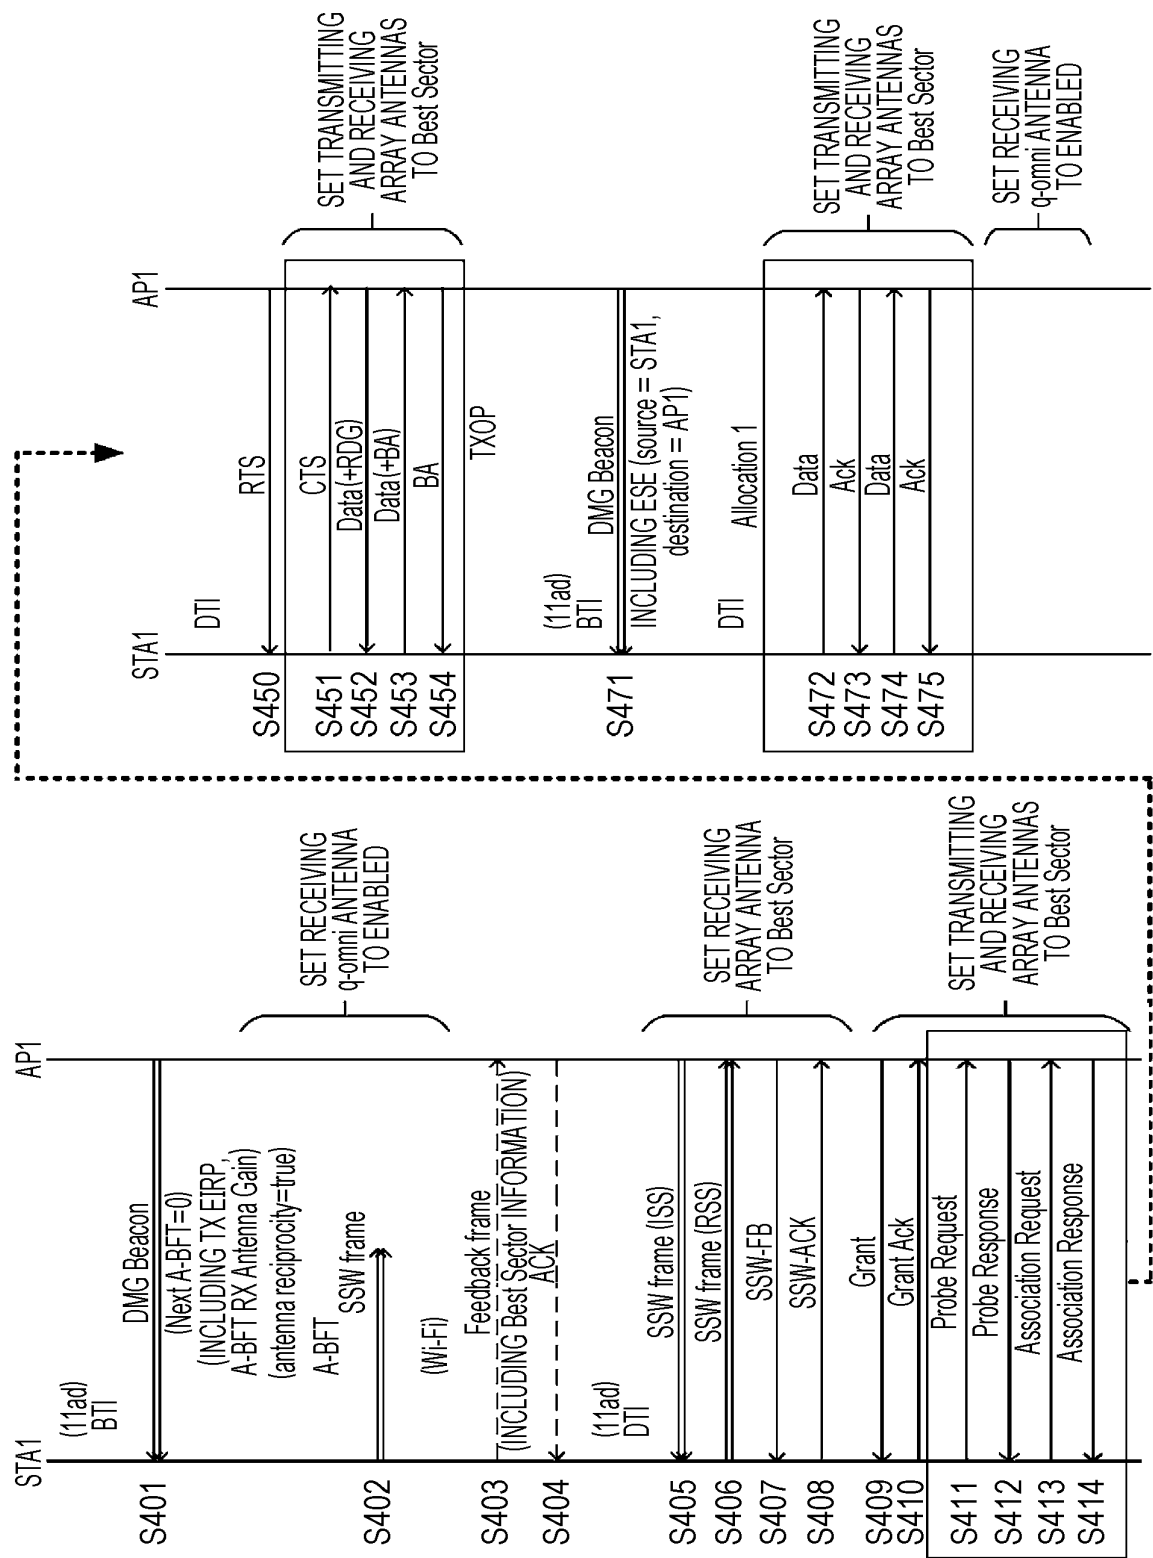 STA1
AP1
(11ad)
BTI
S401
DMG Beacon
(Next A-BFT=0)
(INCLUDING TX EIRP,
A-BFT RX Antenna Gain)
(antenna reciprocity=true)
A-BFT
SET RECEIVING
q-omni ANTENNA
TO ENABLED
S402
SSW frame
(Wi-Fi)
S403
Feedback frame
(INCLUDING Best Sector INFORMATION)
S404
ACK
(11ad)
DTI
S405
SSW frame (ISS)
S406
SSW frame (RSS)
S407
SSW-FB
S408
SSW-ACK
SET RECEIVING
ARRAY ANTENNA
TO Best Sector
S409
Grant
S410
Grant Ack
S411
Probe Request
S412
Probe Response
S413
Association Request
S414
Association Response
SET TRANSMITTING
AND RECEIVING
ARRAY ANTENNAS
TO Best Sector
STA1
AP1
DTI
S450
RTS
S451
CTS
S452
Data(+RDG)
S453
Data(+BA)
S454
BA
TXOP
SET TRANSMITTING
AND RECEIVING
ARRAY ANTENNAS
TO Best Sector
(11ad)
BTI
S471
DMG Beacon
INCLUDING ESE (source = STA1,
destination = AP1)
DTI
Allocation 1
S472
Data
S473
Ack
S474
Data
S475
Ack
SET TRANSMITTING
AND RECEIVING
ARRAY ANTENNAS
TO Best Sector
SET RECEIVING
q-omni ANTENNA
TO ENABLED